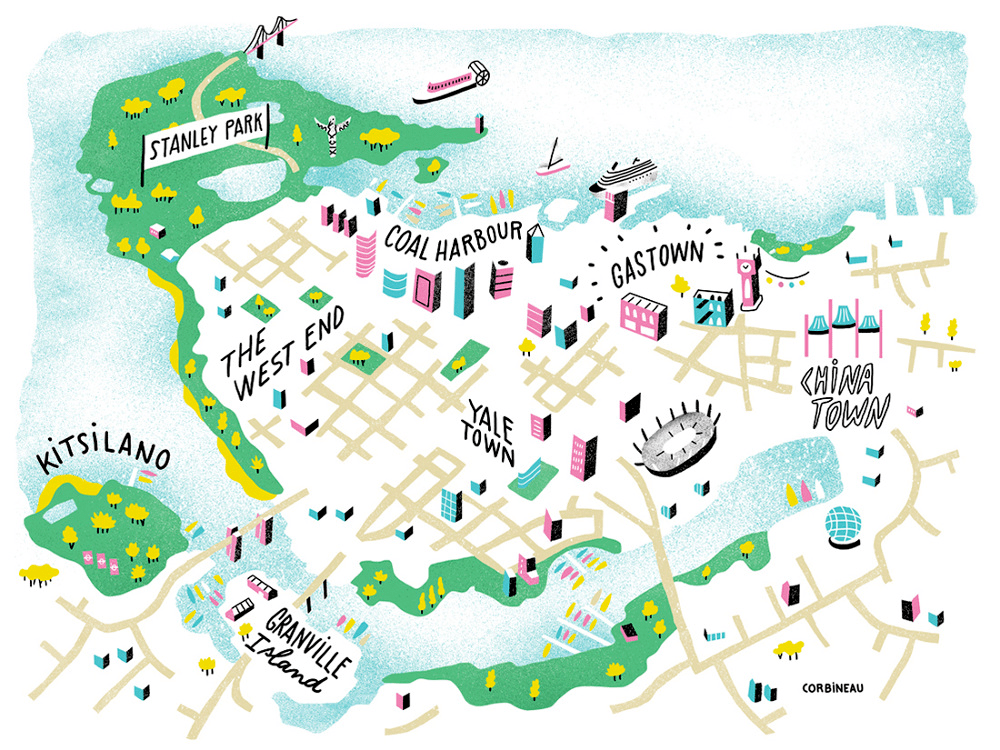 STANLEY PARK
COAL HARBOUR
GASTOWN
THE
WEST END
CHINA
TOWN
YALE
TOWN
KITSILANO
GRANVILLE
Island
CORBINEAU